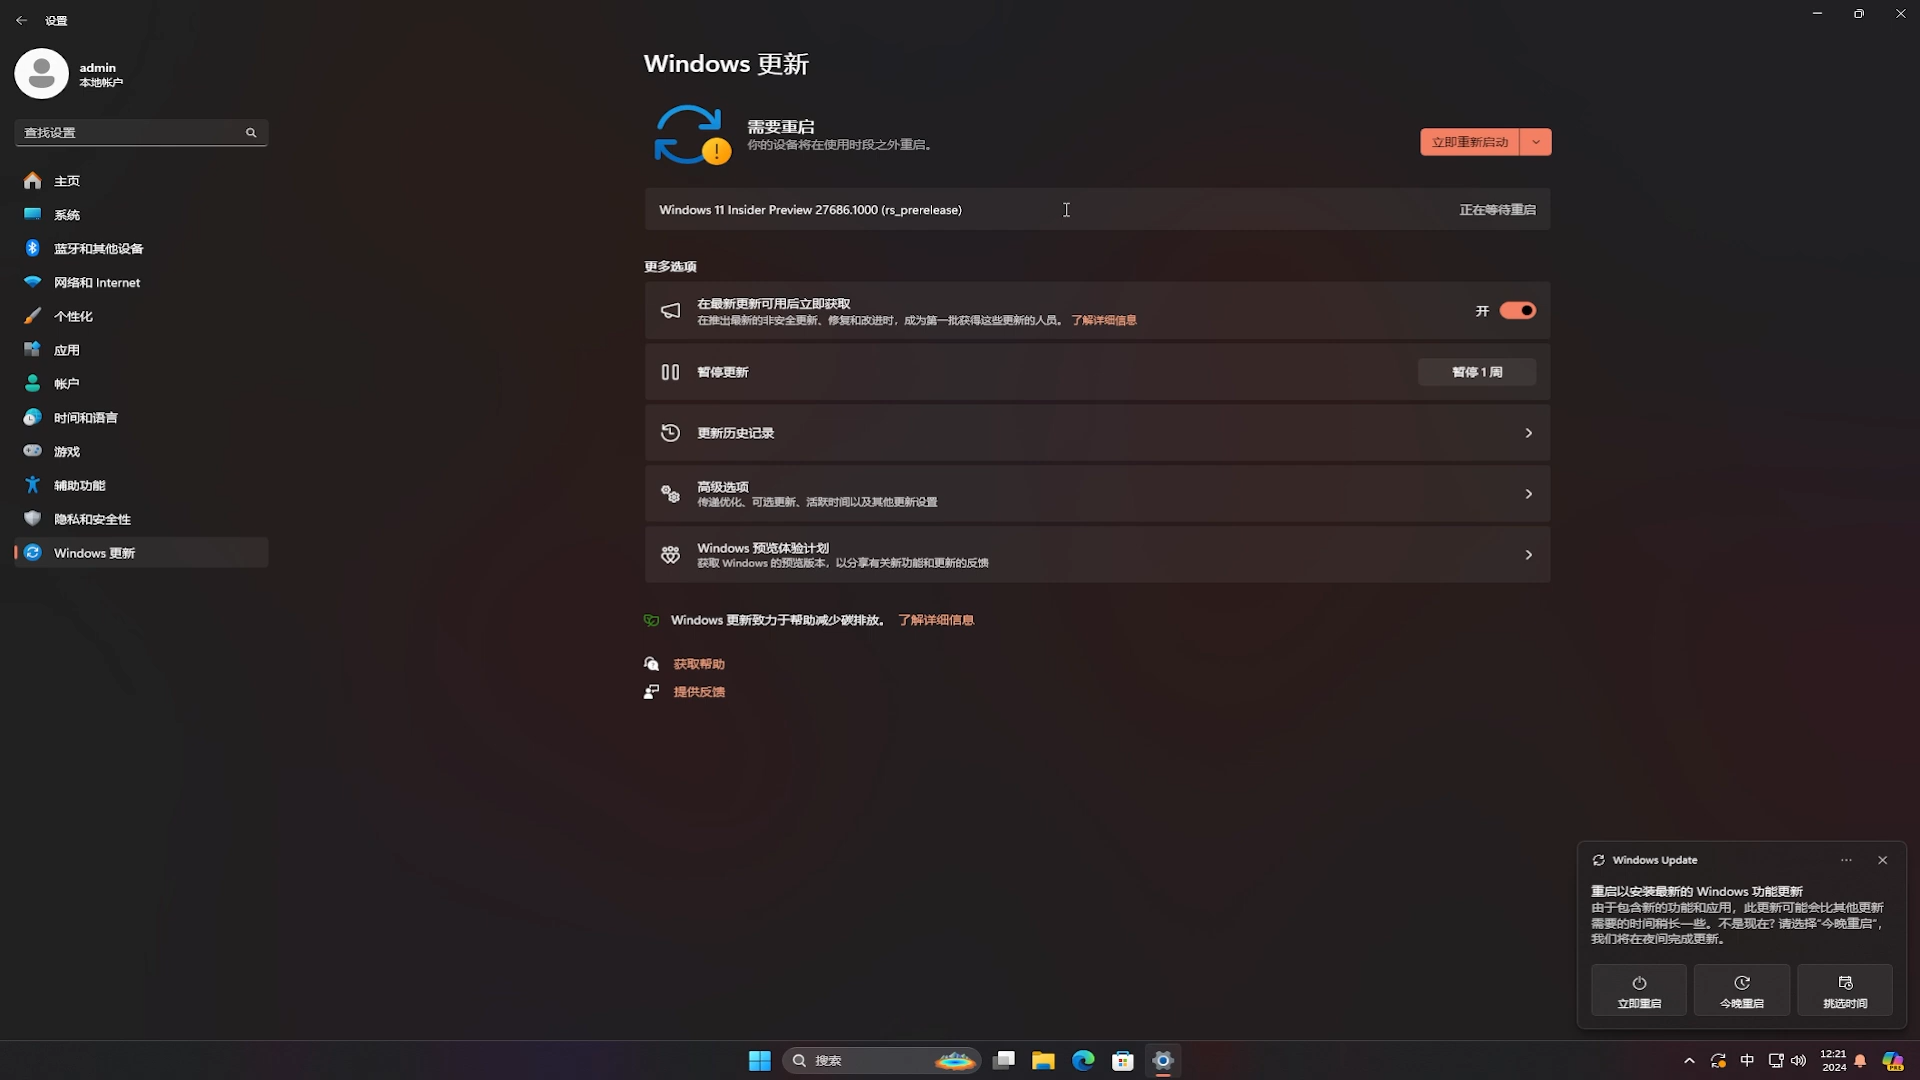 设置
admin
本地帐户
查找设置
主页
系统
蓝牙和其他设备
网络和 Internet
个性化
应用
帐户
时间和语言
游戏
辅助功能
隐私和安全性
Windows 更新
Windows 更新
需要重启
你的设备将在使用时段之外重启。
立即重新启动
Windows 11 Insider Preview 27686.1000 (rs_prerelease)
正在等待重启
更多选项
在最新更新可用后立即获取
在推出最新的非安全更新、修复和改进时，成为第一批获得这些更新的人员。 了解详细信息
开
暂停更新
暂停 1 周
更新历史记录
高级选项
传递优化、可选更新、活跃时间以及其他更新设置
Windows 预览体验计划
获取 Windows 的预览版本，以分享有关新功能和更新的反馈
Windows 更新致力于帮助减少碳排放。 了解详细信息
获取帮助
提供反馈
Windows Update
重启以安装最新的 Windows 功能更新
由于包含新的功能和应用，此更新可能会比其他更新
需要的时间稍长一些。不是现在? 请选择"今晚重启"，
我们将在夜间完成更新。
立即重启
今晚重启
挑选时间
搜索
中
12:21
2024
PRE